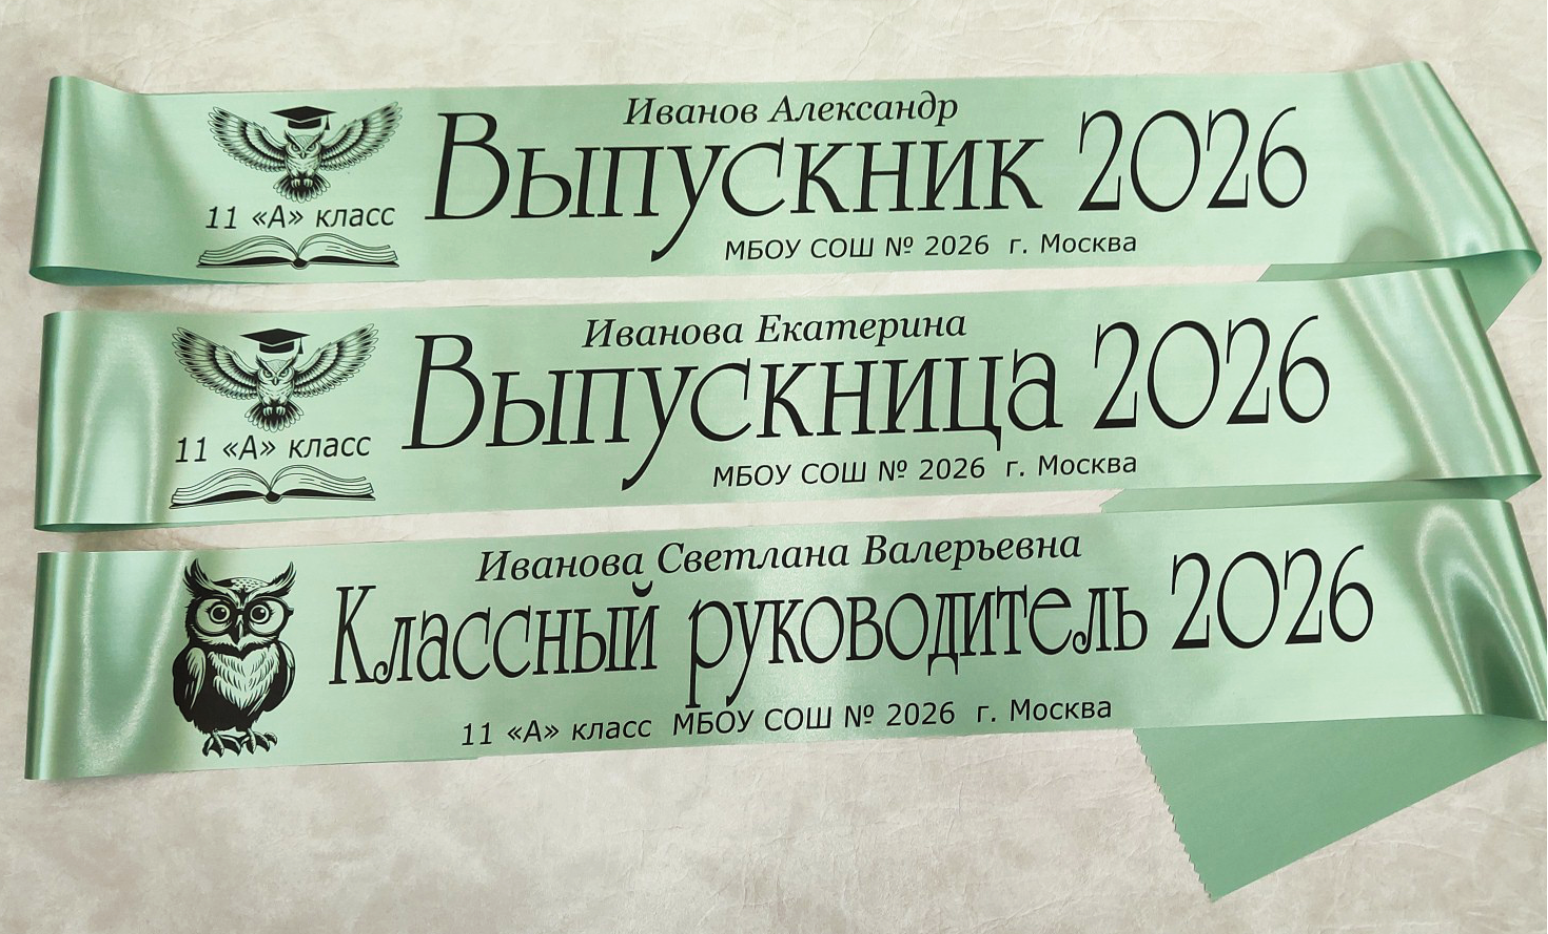 Иванов Александр
Выпускник 2026
11 «А» класс
МБОУ СОШ № 2026 г. Москва
Иванова Екатерина
Выпускница 2026
11 «А» класс
МБОУ СОШ № 2026 г. Москва
Иванова Светлана Валерьевна
Классный руководитель 2026
11 «А» класс МБОУ СОШ № 2026 г. Москва